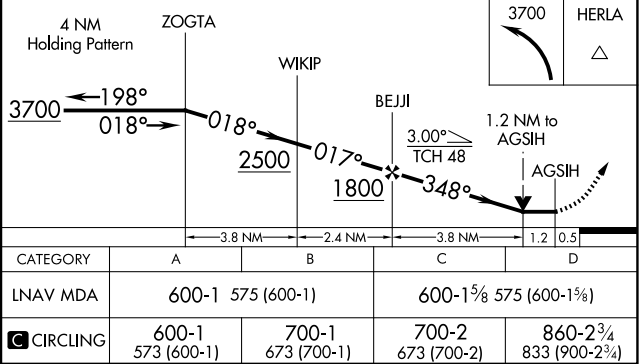 4 NM
Holding Pattern
ZOGTA
WIKIP
BEJJI
3700
HERLA
3700
198°
018°
018°
2500
017°
1800
348°
3.00°
TCH 48
1.2 NM to
AGSIH
AGSIH
3.8 NM
2.4 NM
3.8 NM
1.2
0.5
CATEGORY A B C D
LNAV MDA 600-1 575 (600-1) 600-1⅝ 575 (600-1⅝)
C CIRCLING 600-1 573 (600-1) 700-1 673 (700-1) 700-2 673 (700-2) 860-2¾ 833 (900-2¾)